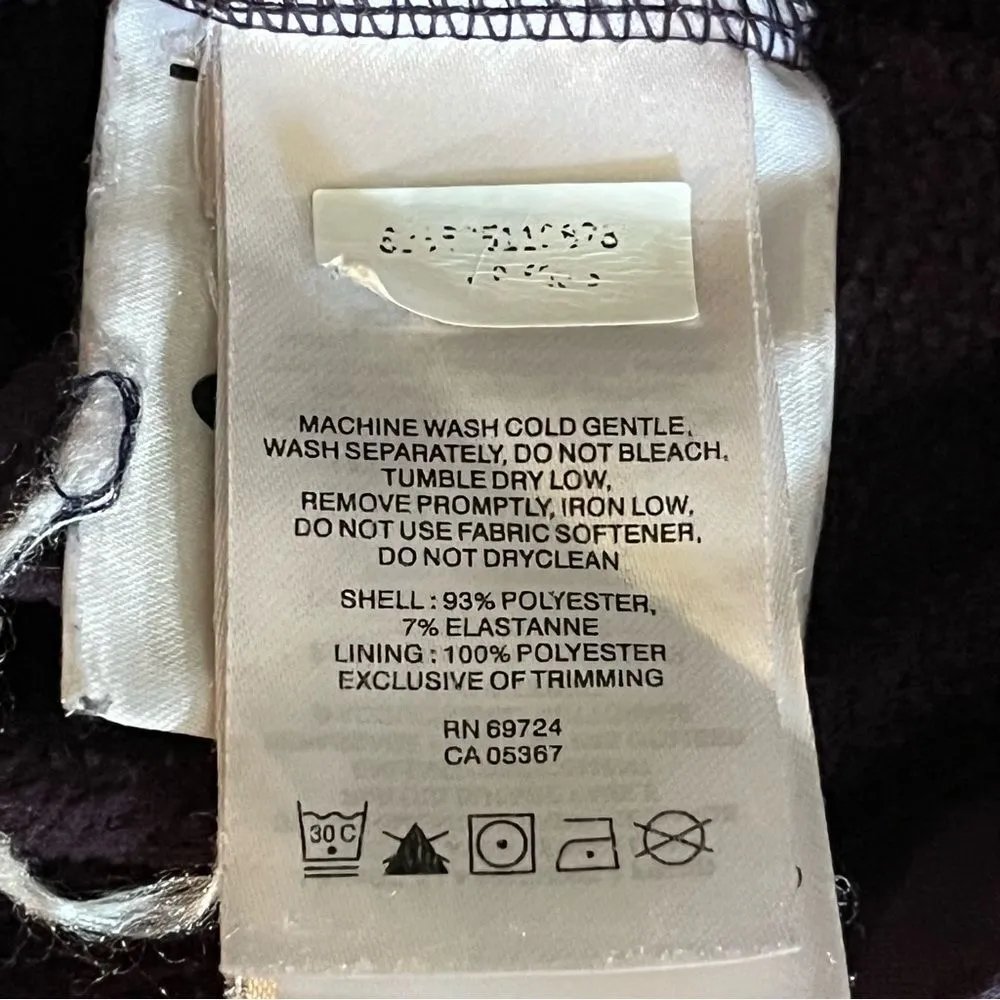 MACHINE WASH COLD GENTLE,
WASH SEPARATELY, DO NOT BLEACH,
TUMBLE DRY LOW,
REMOVE PROMPTLY, IRON LOW,
DO NOT USE FABRIC SOFTENER,
DO NOT DRYCLEAN
SHELL : 93% POLYESTER,
7% ELASTANNE
LINING : 100% POLYESTER
EXCLUSIVE OF TRIMMING
RN 69724
CA 05367
30 C